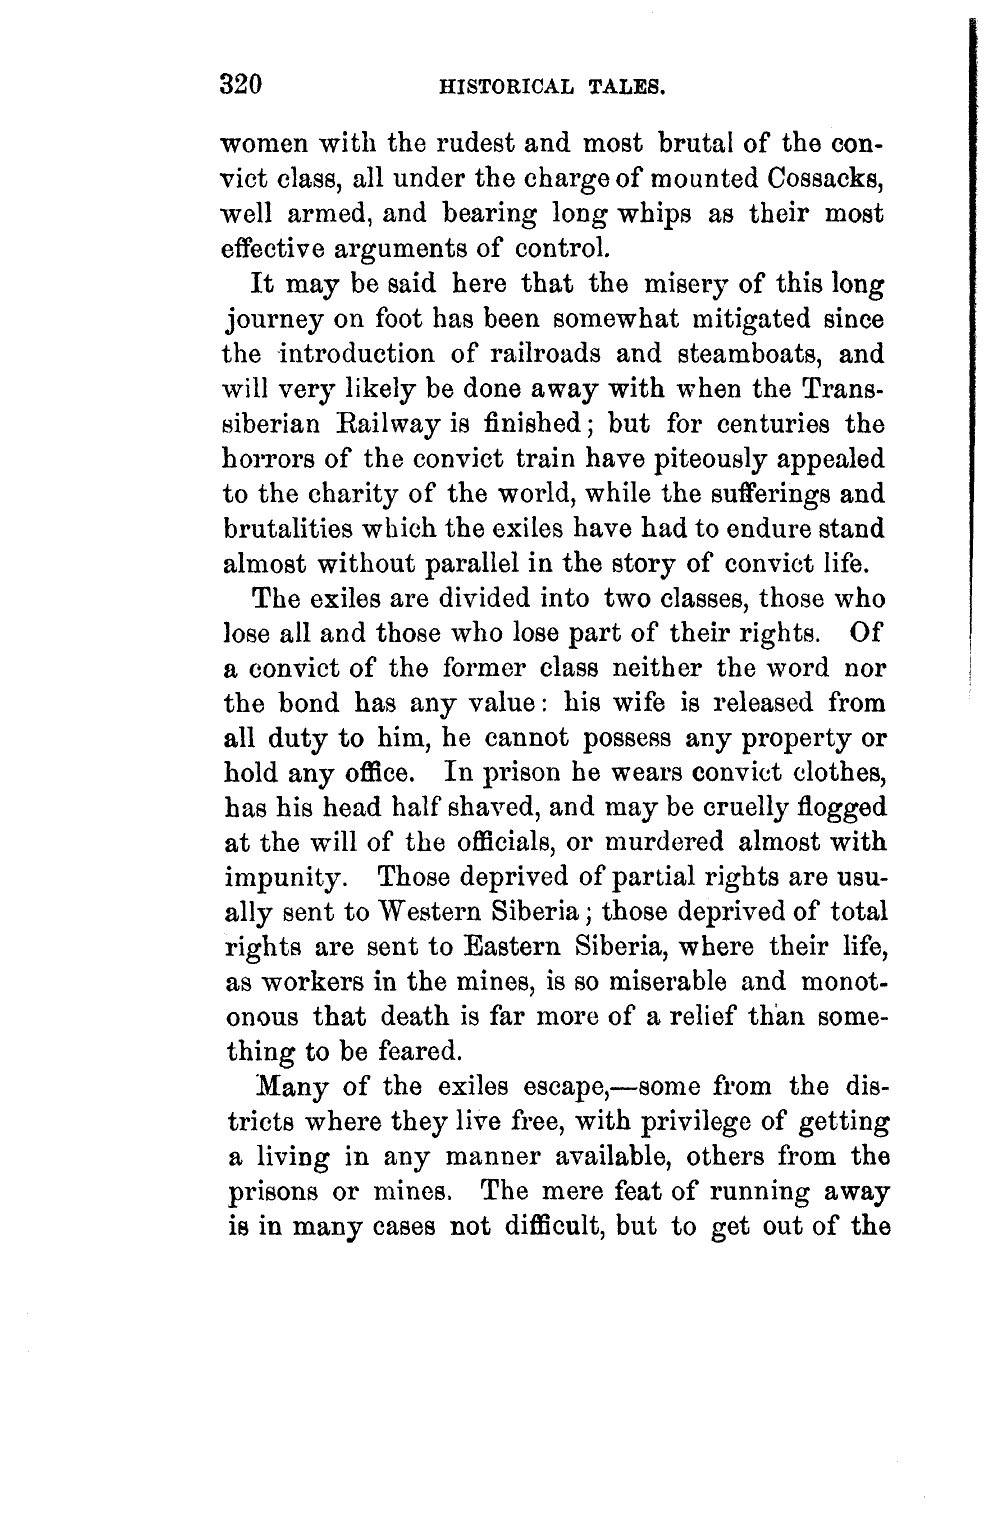 320 HISTORICAL TALES.
women with the rudest and most brutal of the con-
vict class, all under the charge of mounted Cossacks,
well armed, and bearing long whips as their most
effective arguments of control.
It may be said here that the misery of this long
journey on foot has been somewhat mitigated since
the introduction of railroads and steamboats, and
will very likely be done away with when the Trans-
siberian Railway is finished; but for centuries the
horrors of the convict train have piteously appealed
to the charity of the world, while the sufferings and
brutalities which the exiles have had to endure stand
almost without parallel in the story of convict life.
The exiles are divided into two classes, those who
lose all and those who lose part of their rights. Of
a convict of the former class neither the word nor
the bond has any value: his wife is released from
all duty to him, he cannot possess any property or
hold any office. In prison he wears convict clothes,
has his head half shaved, and may be cruelly flogged
at the will of the officials, or murdered almost with
impunity. Those deprived of partial rights are usu-
ally sent to Western Siberia; those deprived of total
rights are sent to Eastern Siberia, where their life,
as workers in the mines, is so miserable and monot-
onous that death is far more of a relief than some-
thing to be feared.
Many of the exiles escape,—some from the dis-
tricts where they live free, with privilege of getting
a living in any manner available, others from the
prisons or mines. The mere feat of running away
is in many cases not difficult, but to get out of the